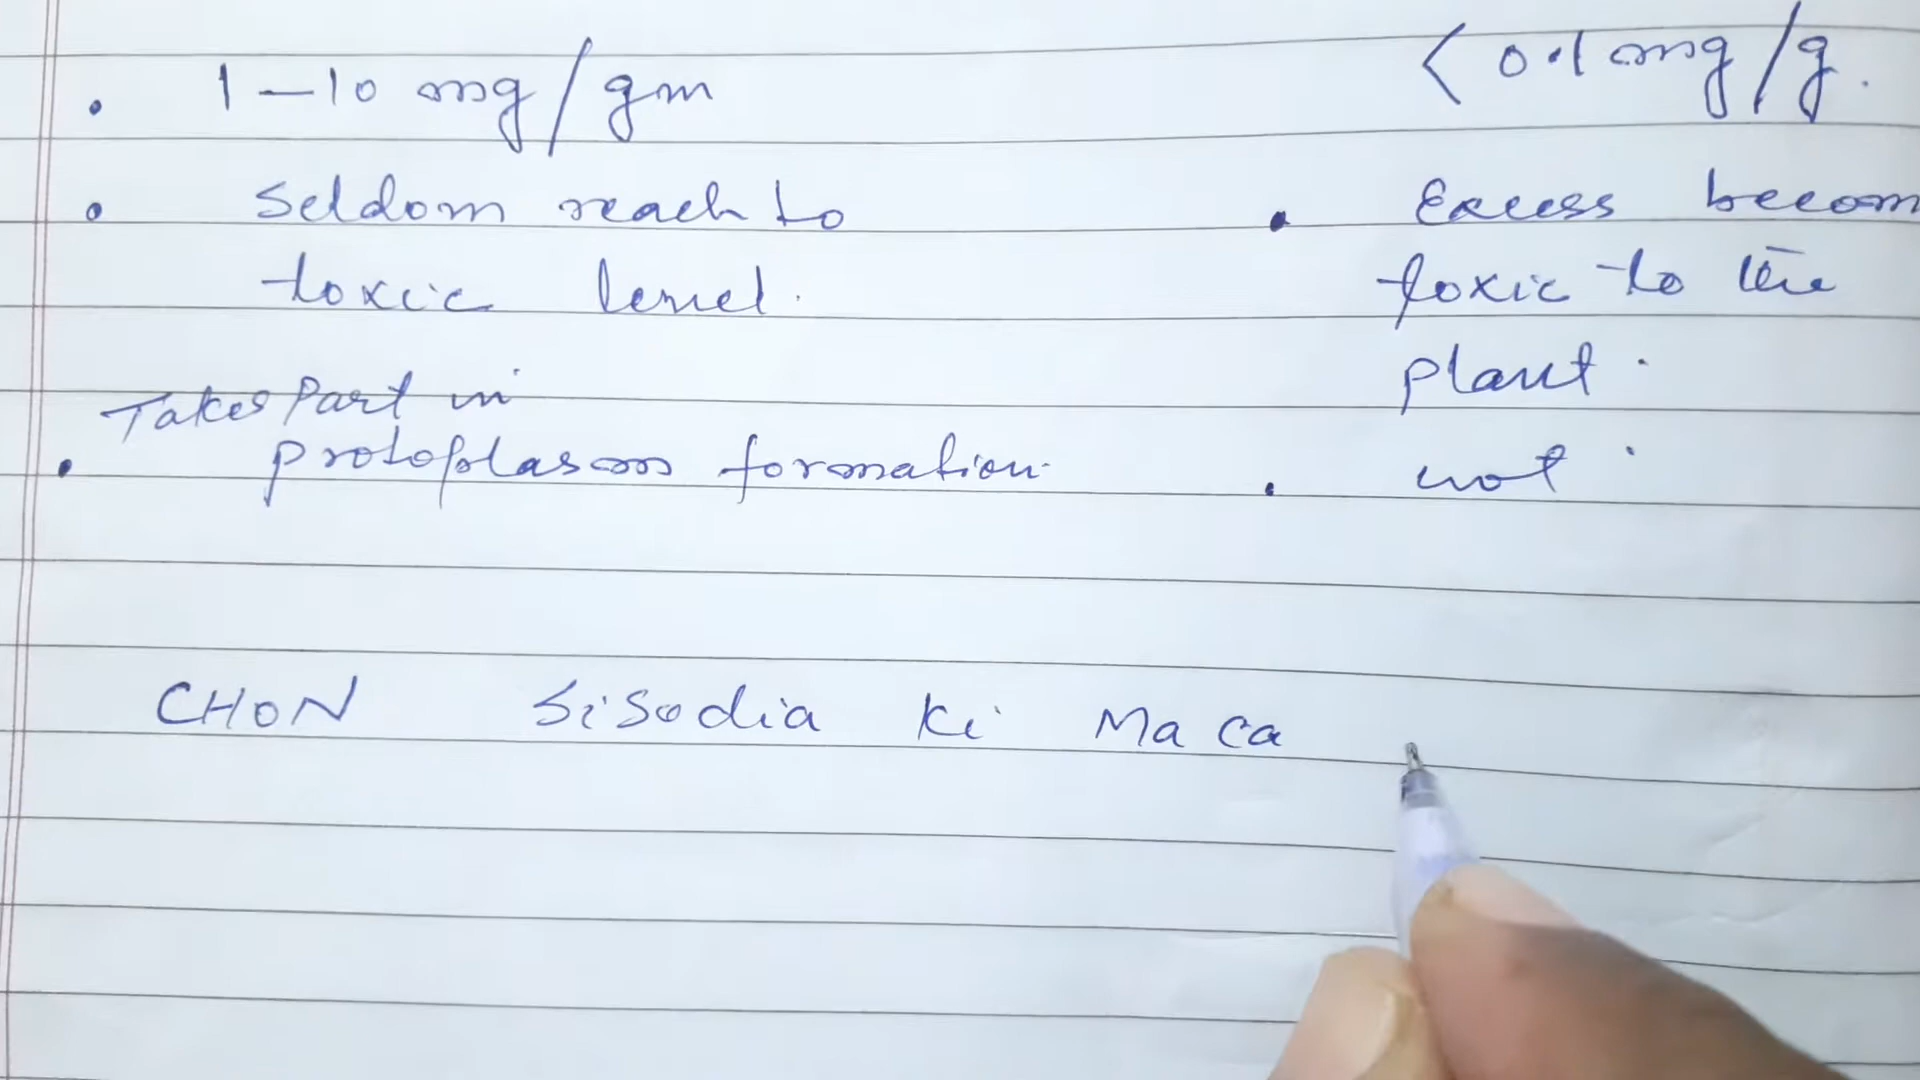 1-10 mg/gm
< 0.1 mg/g.
Seldom reach to
toxic level.
Excess becom
toxic to the
plant.
Takes Part in
protoplasm formation.
not.
CHON Sisodia Ki Ma Ca